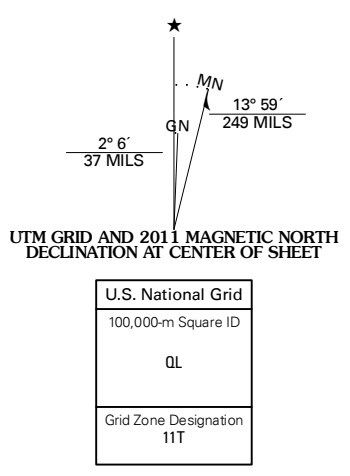 ★
MN
GN
13° 59´
249 MILS
2° 6´
37 MILS
UTM GRID AND 2011 MAGNETIC NORTH
DECLINATION AT CENTER OF SHEET
U.S. National Grid
100,000-m Square ID
QL
Grid Zone Designation
11T